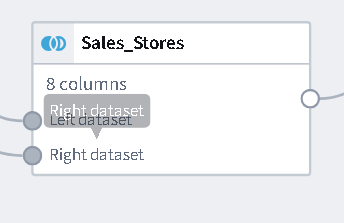 Sales_Stores
8 columns
Right dataset
Left dataset
Right dataset